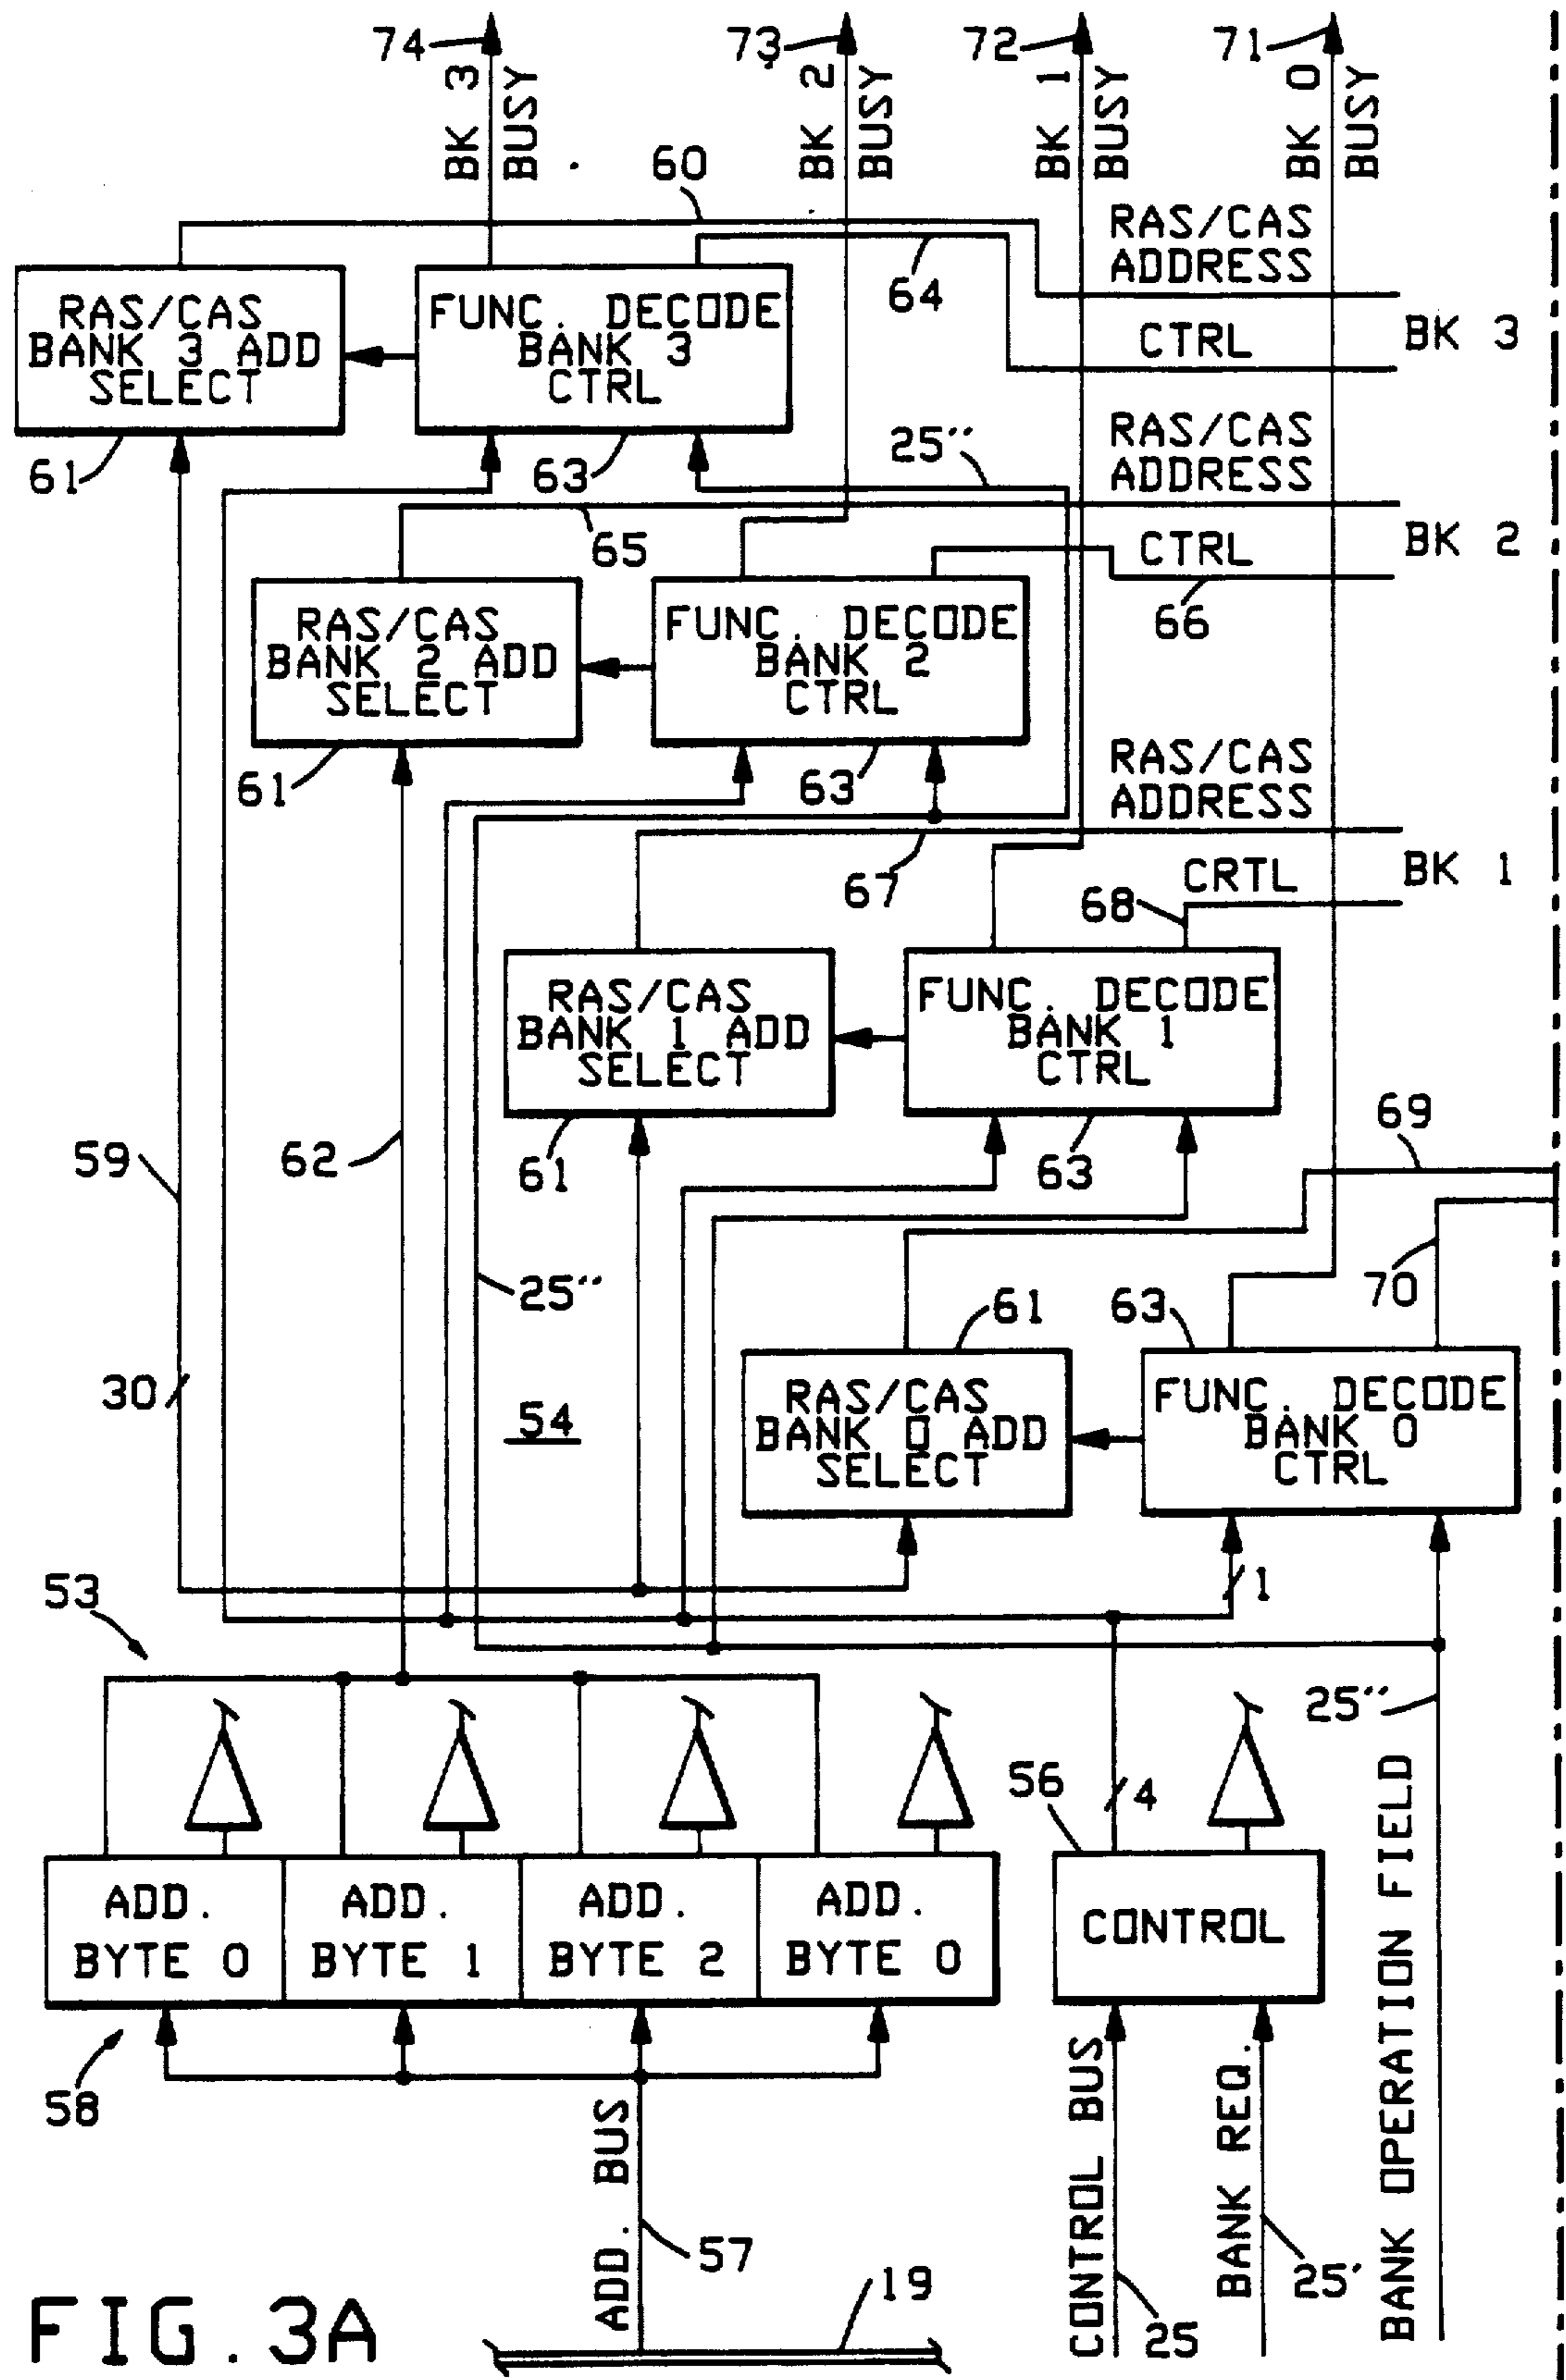 74
73
72
71
BK 3
BUSY
BK 2
BUSY
BK 1
BUSY
BK 0
BUSY
60
RAS/CAS
ADDRESS
64
RAS/CAS
BANK 3 ADD
SELECT
FUNC. DECODE
BANK 3
CTRL
CTRL
BK 3
61
63
25''
RAS/CAS
ADDRESS
65
CTRL
BK 2
66
RAS/CAS
BANK 2 ADD
SELECT
FUNC. DECODE
BANK 2
CTRL
61
63
RAS/CAS
ADDRESS
67
CRTL
BK 1
68
RAS/CAS
BANK 1 ADD
SELECT
FUNC. DECODE
BANK 1
CTRL
59
62
61
63
69
25''
70
61
63
30
54
RAS/CAS
BANK 0 ADD
SELECT
FUNC. DECODE
BANK 0
CTRL
1
53
25''
56
4
ADD.
BYTE 0
ADD.
BYTE 1
ADD.
BYTE 2
ADD.
BYTE 0
CONTROL
58
ADD. BUS
CONTROL BUS
BANK REQ.
BANK OPERATION FIELD
57
19
25
25'
FIG. 3A